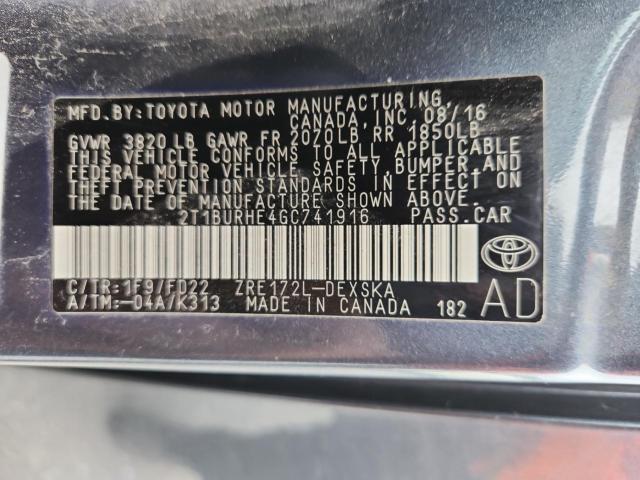 MFD. BY: TOYOTA MOTOR MANUFACTURING,
CANADA, INC. 08/16
GVWR 3820 LB GAWR FR 2020LB RR 1850LB
THIS VEHICLE CONFORMS TO ALL APPLICABLE
FEDERAL MOTOR VEHICLE SAFETY, BUMPER, AND
THEFT PREVENTION STANDARDS IN EFFECT ON
THE DATE OF MANUFACTURE SHOWN ABOVE.
2T1BURHE4GC741916 PASS.CAR
C/TR:1F9/FD22 ZRE172L-DEXSKA
A/TM:-04A/K313 MADE IN CANADA 182
AD